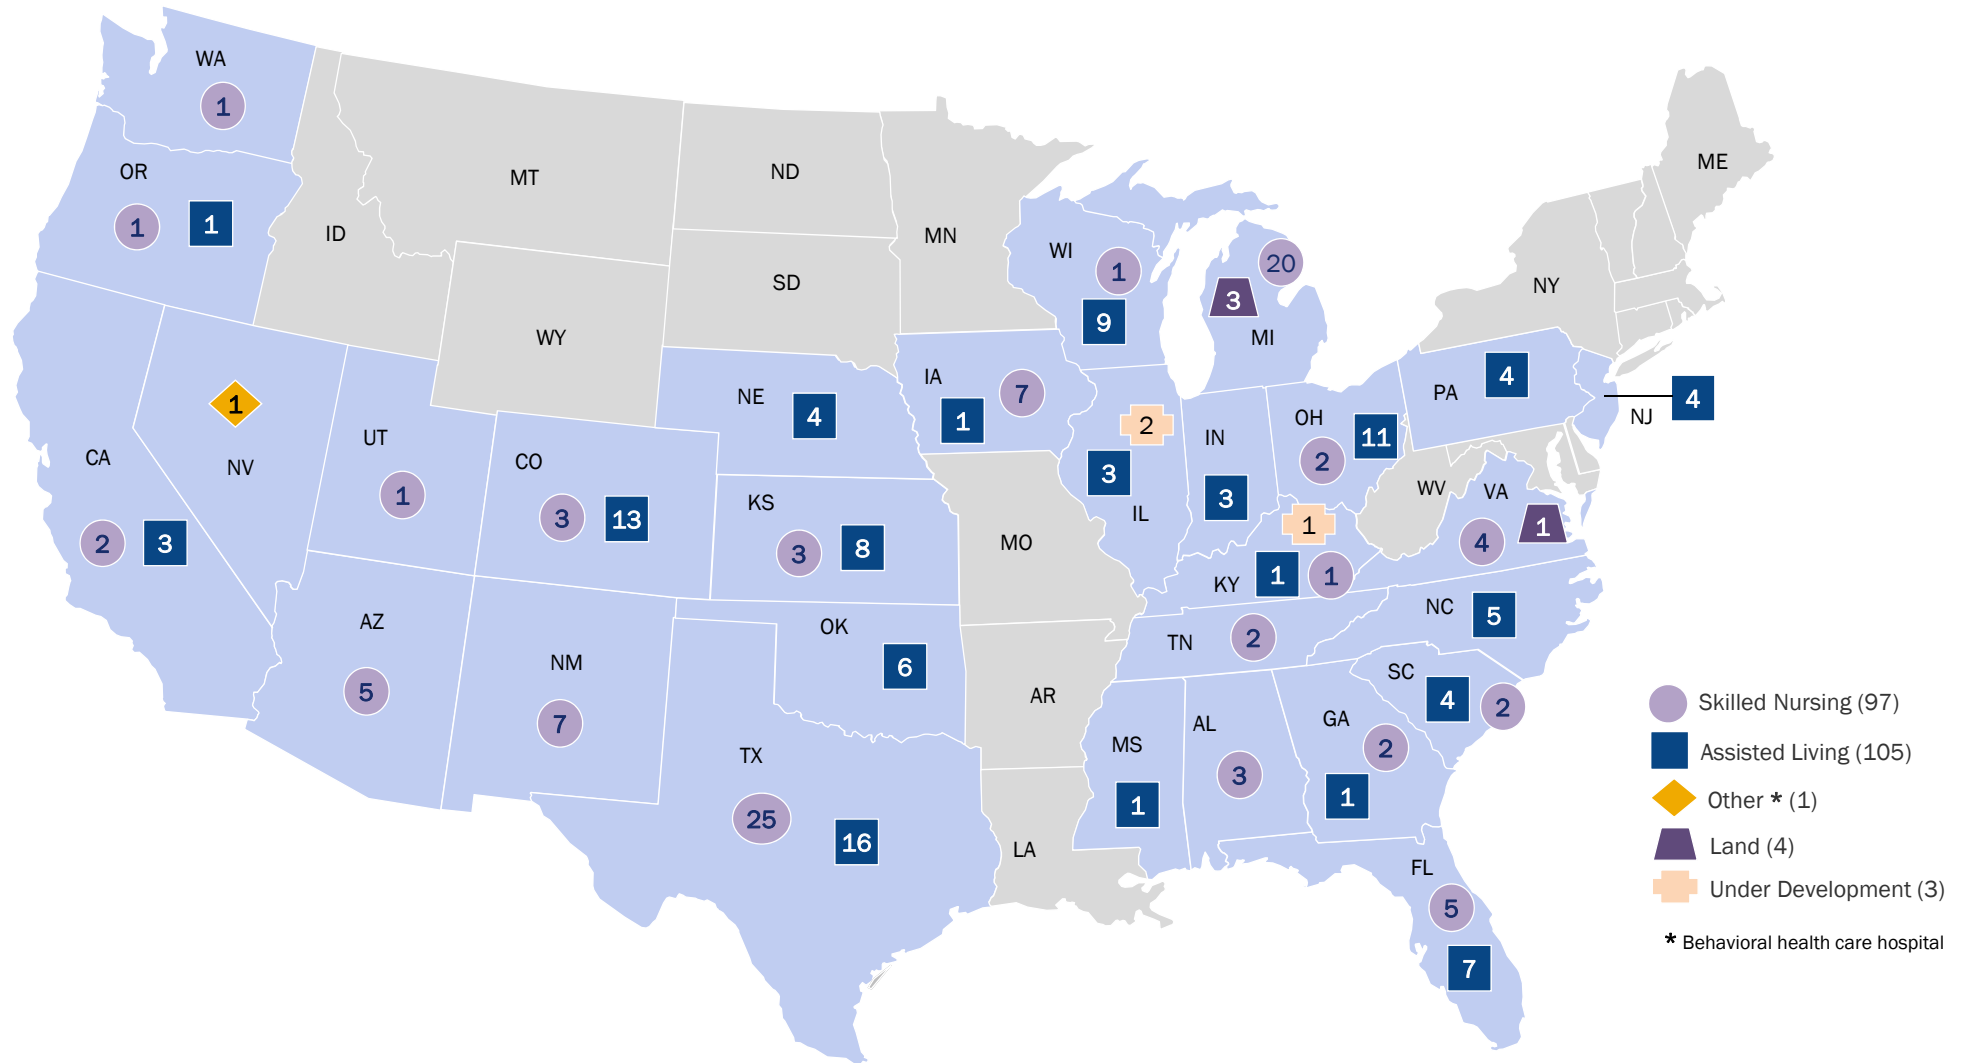 WA
1
OR
1
1
ID
MT
ND
MN
SD
WY
WI
1
9
20
3
MI
ME
NY
PA
4
4
NJ
NE
4
IA
7
1
2
3
IL
IN
3
OH
11
2
WV
VA
4
1
1
NV
UT
1
CA
2
3
CO
3
13
KS
3
8
MO
1
KY
1
1
NC
5
TN
2
AZ
5
NM
7
OK
6
AR
SC
4
2
TX
25
16
LA
MS
1
AL
3
GA
2
1
FL
5
7
Skilled Nursing (97)
Assisted Living (105)
Other * (1)
Land (4)
Under Development (3)
* Behavioral health care hospital